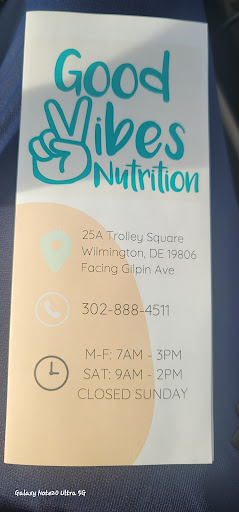 Good
Vibes
Nutrition
25A Trolley Square
Wilmington, DE 19806
Facing Gilpin Ave
302-888-4511
M-F: 7AM - 3PM
SAT: 9AM - 2PM
CLOSED SUNDAY
Galaxy Note20 Ultra 5G